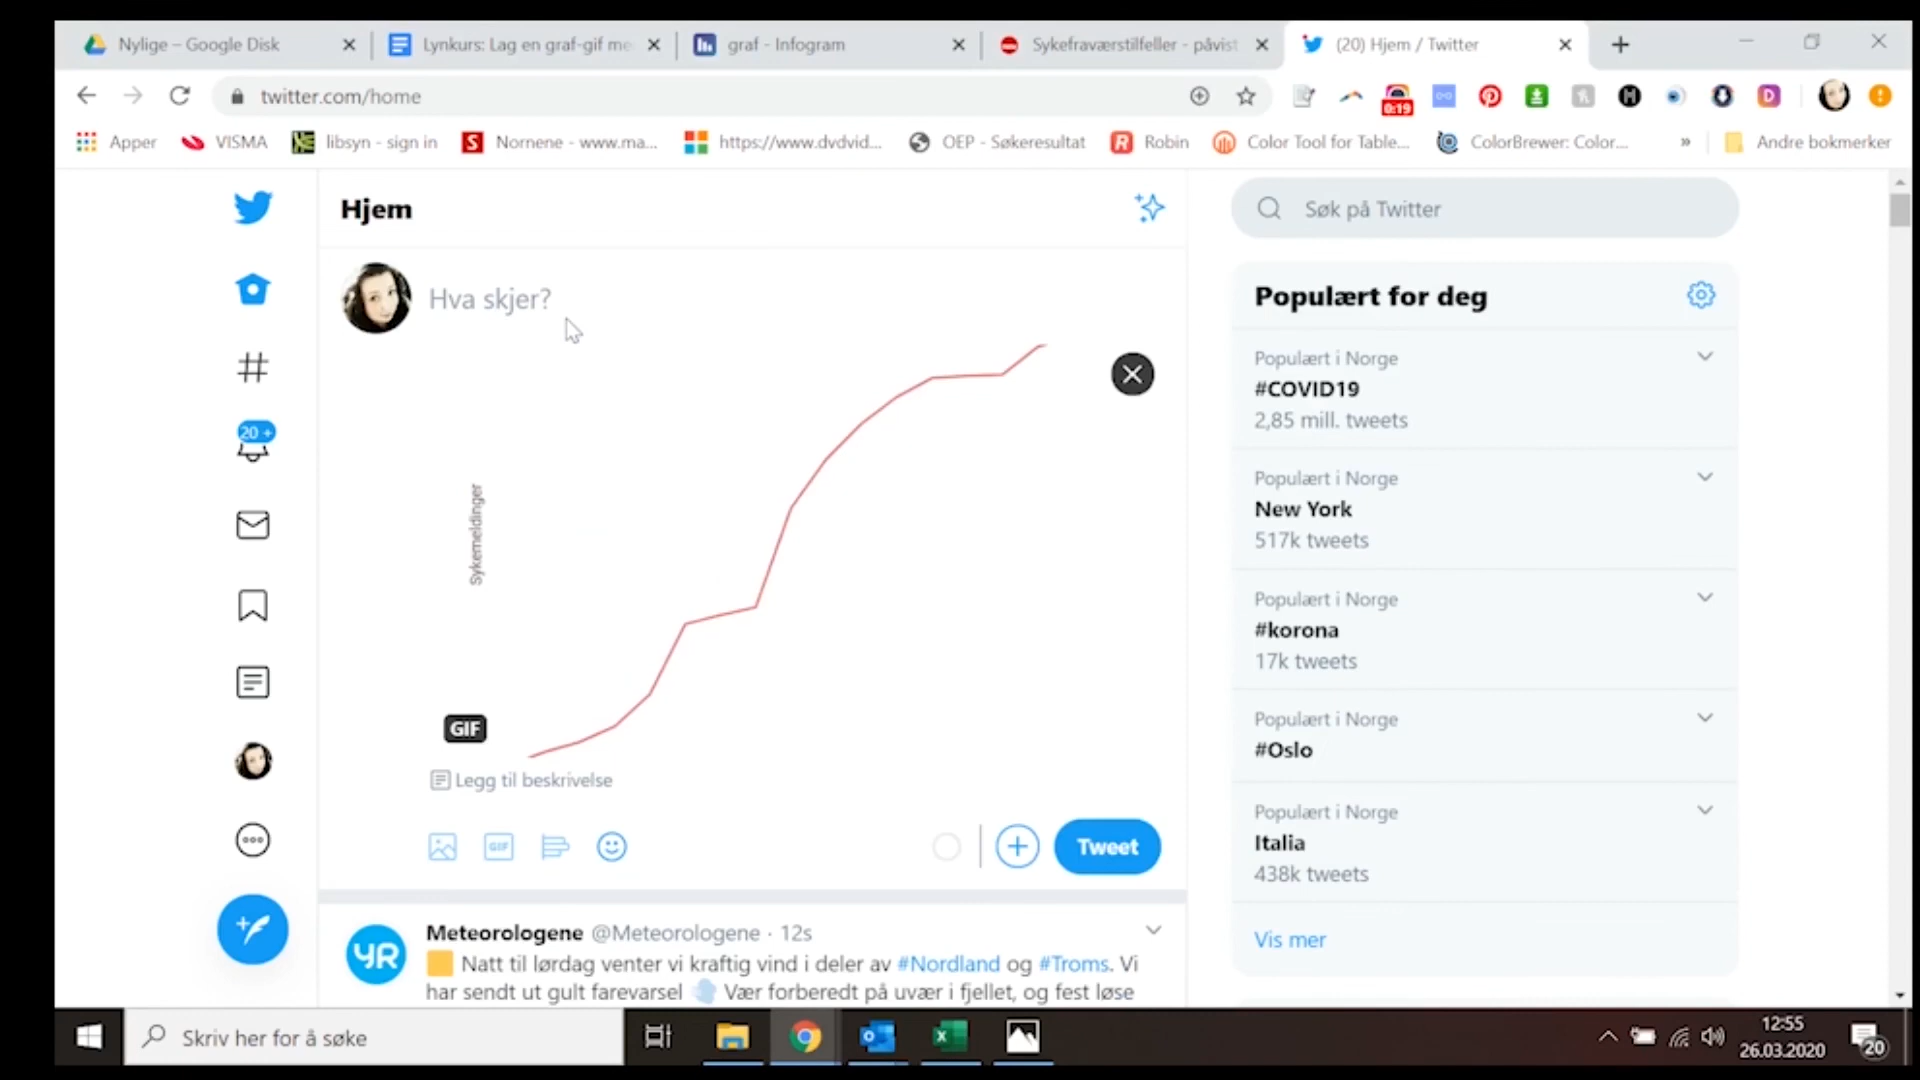 Nylige – Google Disk
Lynkurs: Lag en graf-gif me
graf - Infogram
Sykefraværstilfeller - påvist
(20) Hjem / Twitter
twitter.com/home
0:19
Apper
VISMA
libsyn - sign in
Nornene - www.ma...
https://www.dvdvid...
OEP - Søkeresultat
Robin
Color Tool for Table...
ColorBrewer: Color...
»
Andre bokmerker
Hjem
Søk på Twitter
Hva skjer?
Populært for deg
Populært i Norge
#COVID19
2,85 mill. tweets
Populært i Norge
New York
517k tweets
Populært i Norge
#korona
17k tweets
Populært i Norge
#Oslo
Populært i Norge
Italia
438k tweets
Vis mer
20 +
Sykemeldinger
GIF
Legg til beskrivelse
GIF
Tweet
YR
Meteorologene @Meteorologene · 12s
Natt til lørdag venter vi kraftig vind i deler av #Nordland og #Troms. Vi
har sendt ut gult farevarsel Vær forberedt på uvær i fjellet, og fest løse
Skriv her for å søke
12:55
26.03.2020
20